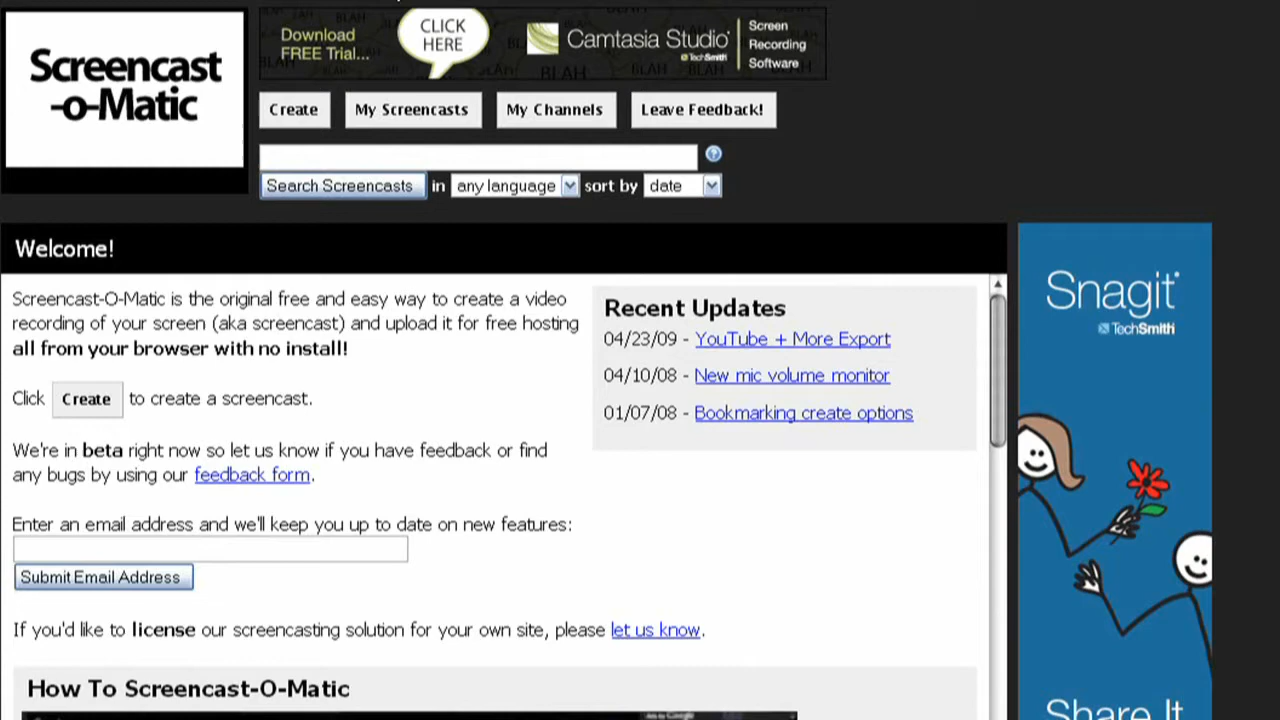 Screencast
-o-Matic
Download
FREE Trial...
CLICK
HERE
Camtasia Studio
TechSmith
Screen
Recording
Software
BLAH
BLAH
BLAH
BLAH
Create
My Screencasts
My Channels
Leave Feedback!
Search Screencasts in any language sort by date
Welcome!
Screencast-O-Matic is the original free and easy way to create a video
recording of your screen (aka screencast) and upload it for free hosting
all from your browser with no install!
Click Create to create a screencast.
We're in beta right now so let us know if you have feedback or find
any bugs by using our feedback form.
Enter an email address and we'll keep you up to date on new features:
Submit Email Address
If you'd like to license our screencasting solution for your own site, please let us know.
How To Screencast-O-Matic
Recent Updates
04/23/09 - YouTube + More Export
04/10/08 - New mic volume monitor
01/07/08 - Bookmarking create options
Snagit
TechSmith
Share It